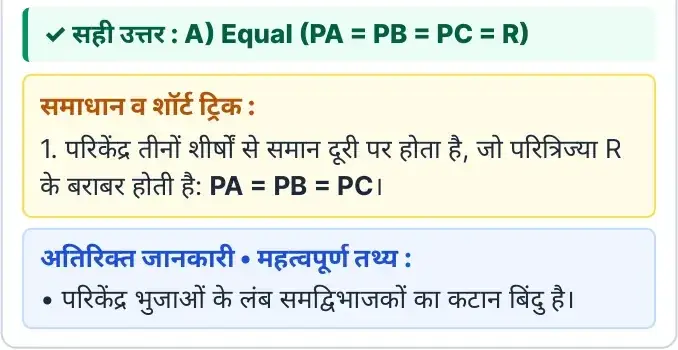 ✓ सही उत्तर : A) Equal (PA = PB = PC = R)
समाधान व शॉर्ट ट्रिक :
1. परिकेंद्र तीनों शीर्षों से समान दूरी पर होता है, जो परित्रिज्या R
के बराबर होती है: PA = PB = PC।
अतिरिक्त जानकारी • महत्वपूर्ण तथ्य :
• परिकेंद्र भुजाओं के लंब समद्विभाजकों का कटान बिंदु है।